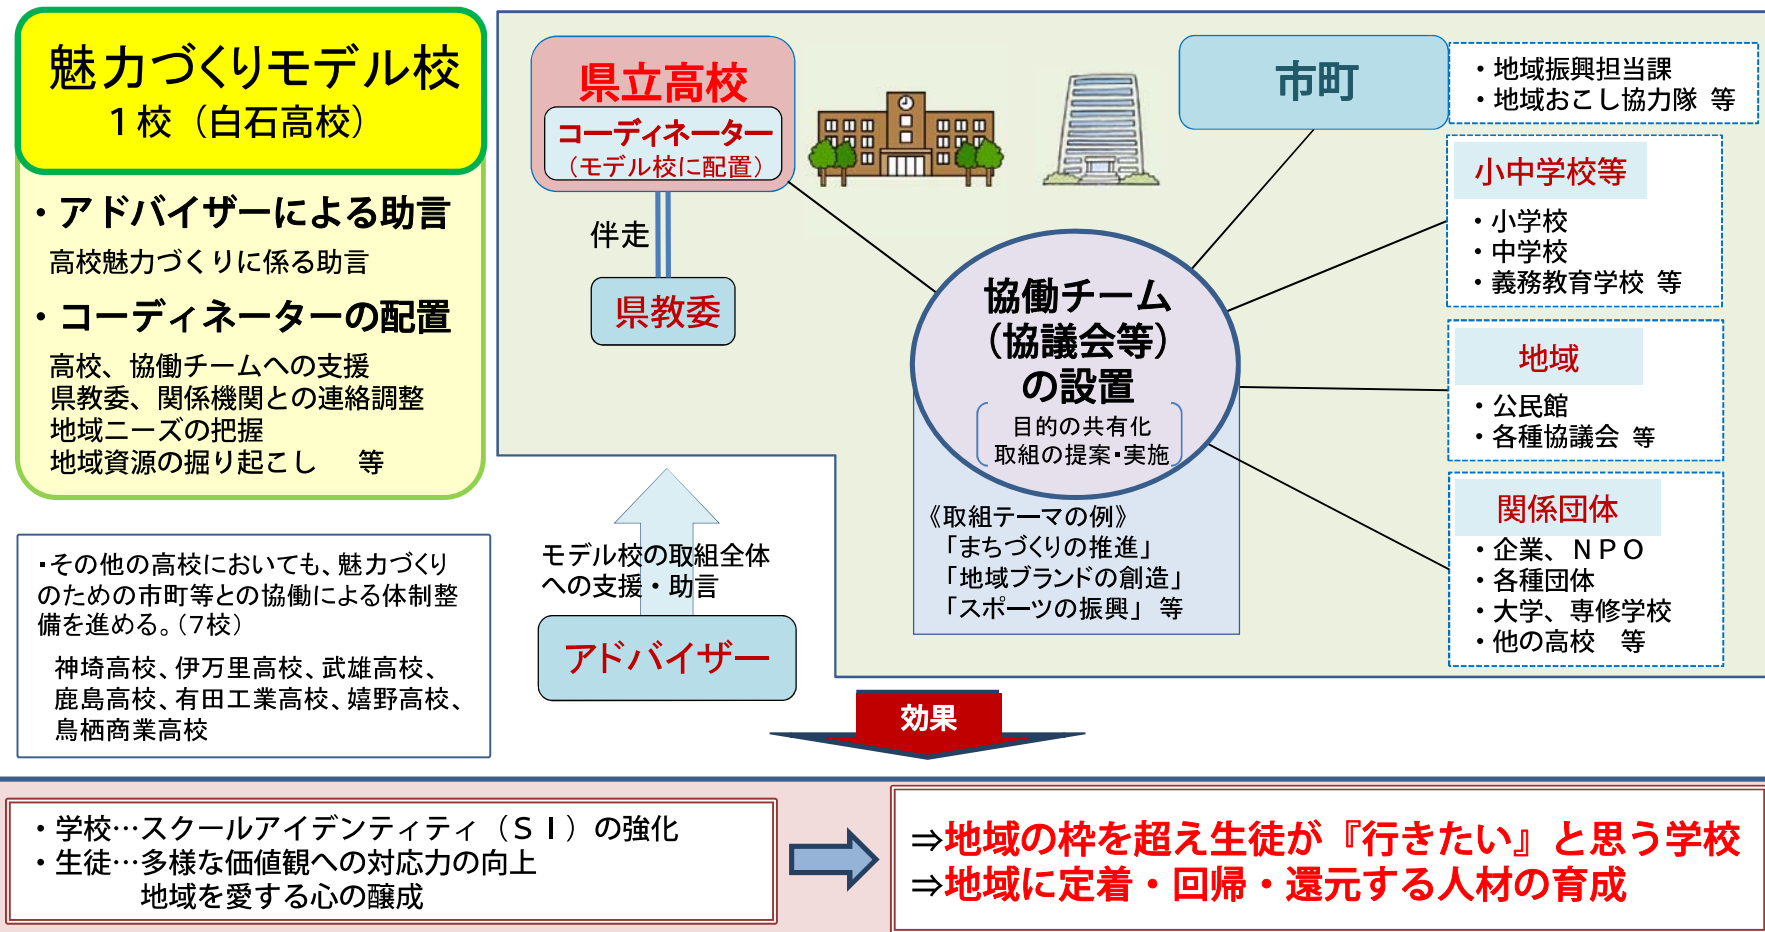 魅力づくりモデル校
１校（白石高校）
・アドバイザーによる助言
高校魅力づくりに係る助言
・コーディネーターの配置
高校、協働チームへの支援
県教委、関係機関との連絡調整
地域ニーズの把握
地域資源の掘り起こし　等
・その他の高校においても、魅力づくり
のための市町等との協働による体制整
備を進める。（７校）
神埼高校、伊万里高校、武雄高校、
鹿島高校、有田工業高校、嬉野高校、
鳥栖商業高校
県立高校
コーディネーター
（モデル校に配置）
伴走
県教委
モデル校の取組全体
への支援・助言
アドバイザー
協働チーム
（協議会等）
の設置
目的の共有化
取組の提案・実施
《取組テーマの例》
「まちづくりの推進」
「地域ブランドの創造」
「スポーツの振興」 等
市町
・地域振興担当課
・地域おこし協力隊 等
小中学校等
・小学校
・中学校
・義務教育学校 等
地域
・公民館
・各種協議会 等
関係団体
・企業、ＮＰＯ
・各種団体
・大学、専修学校
・他の高校　等
効果
・学校…スクールアイデンティティ（ＳＩ）の強化
・生徒…多様な価値観への対応力の向上
地域を愛する心の醸成
⇒地域の枠を超え生徒が『行きたい』と思う学校
⇒地域に定着・回帰・還元する人材の育成